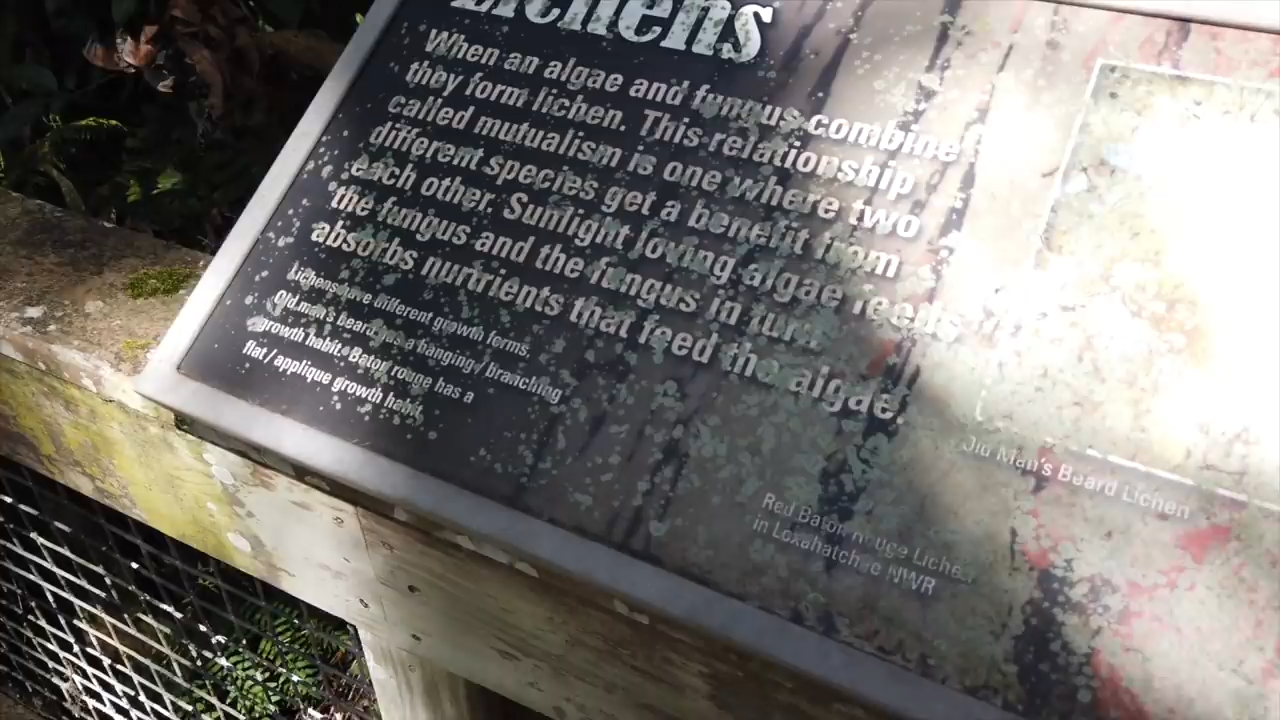 Lichens
When an algae and fungus combine
they form lichen. This relationship
called mutualism is one where two
different species get a benefit from
each other. Sunlight loving algae feeds
the fungus and the fungus in turn
absorbs nurtrients that feed the algae.
Lichens have different growth forms.
Old man's beard has a hanging / branching
growth habit. Baton rouge has a
flat / applique growth habit.
Old Man's Beard Lichen
Red Baton rouge Lichen
in Loxahatchee NWR